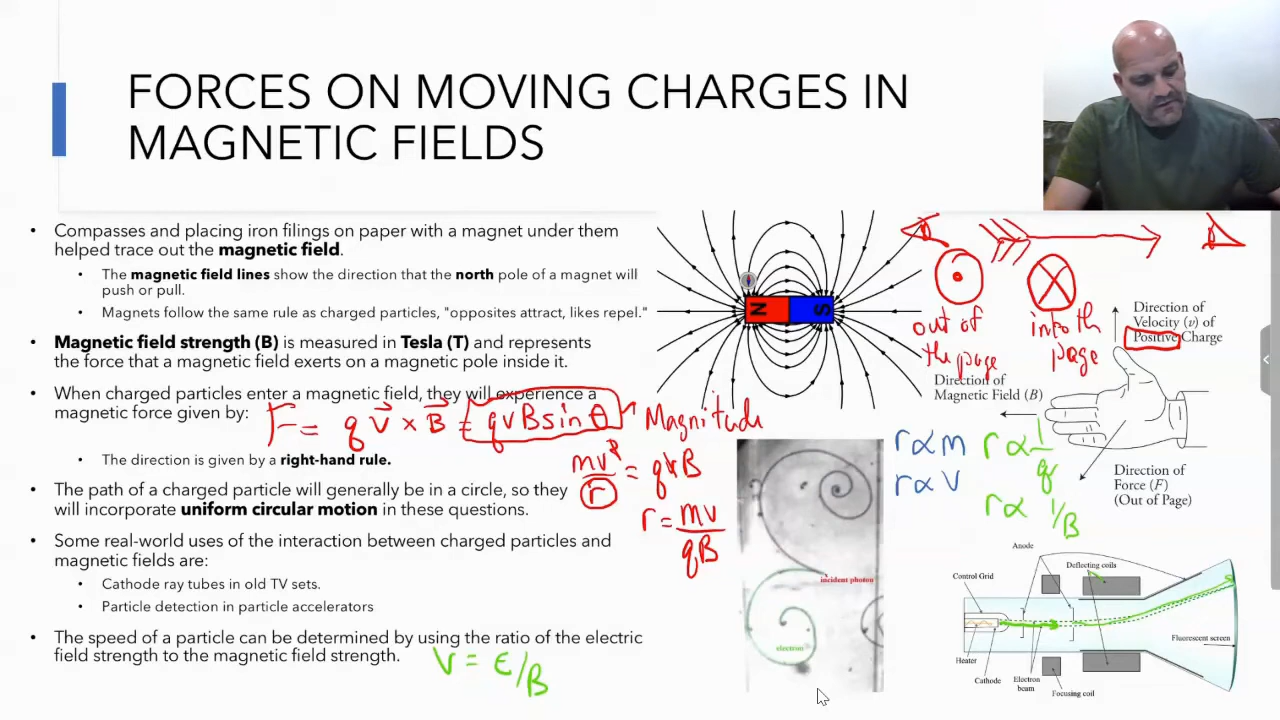 FORCES ON MOVING CHARGES IN
MAGNETIC FIELDS
• Compasses and placing iron filings on paper with a magnet under them
helped trace out the magnetic field.
• The magnetic field lines show the direction that the north pole of a magnet will
push or pull.
• Magnets follow the same rule as charged particles, "opposites attract, likes repel."
• Magnetic field strength (B) is measured in Tesla (T) and represents
the force that a magnetic field exerts on a magnetic pole inside it.
• When charged particles enter a magnetic field, they will experience a
magnetic force given by:
F = qv⃗ × B⃗ = qvBsinθ Magnitude
• The direction is given by a right-hand rule.
mv²/r = qvB
• The path of a charged particle will generally be in a circle, so they
will incorporate uniform circular motion in these questions.
r = mv/qB
• Some real-world uses of the interaction between charged particles and
magnetic fields are:
• Cathode ray tubes in old TV sets.
• Particle detection in particle accelerators
• The speed of a particle can be determined by using the ratio of the electric
field strength to the magnetic field strength.
V = E/B
N
S
out of
the page
into th
page
Direction of
Velocity (v) of
Positive Charge
Direction of
Magnetic Field (B)
Direction of
Force (F)
(Out of Page)
r∝m
r∝v
r∝1/q
r∝1/B
incident photon
electron
Anode
Control Grid
Deflecting coils
Fluorescent screen
Heater
Cathode
Electron
beam
Focusing coil